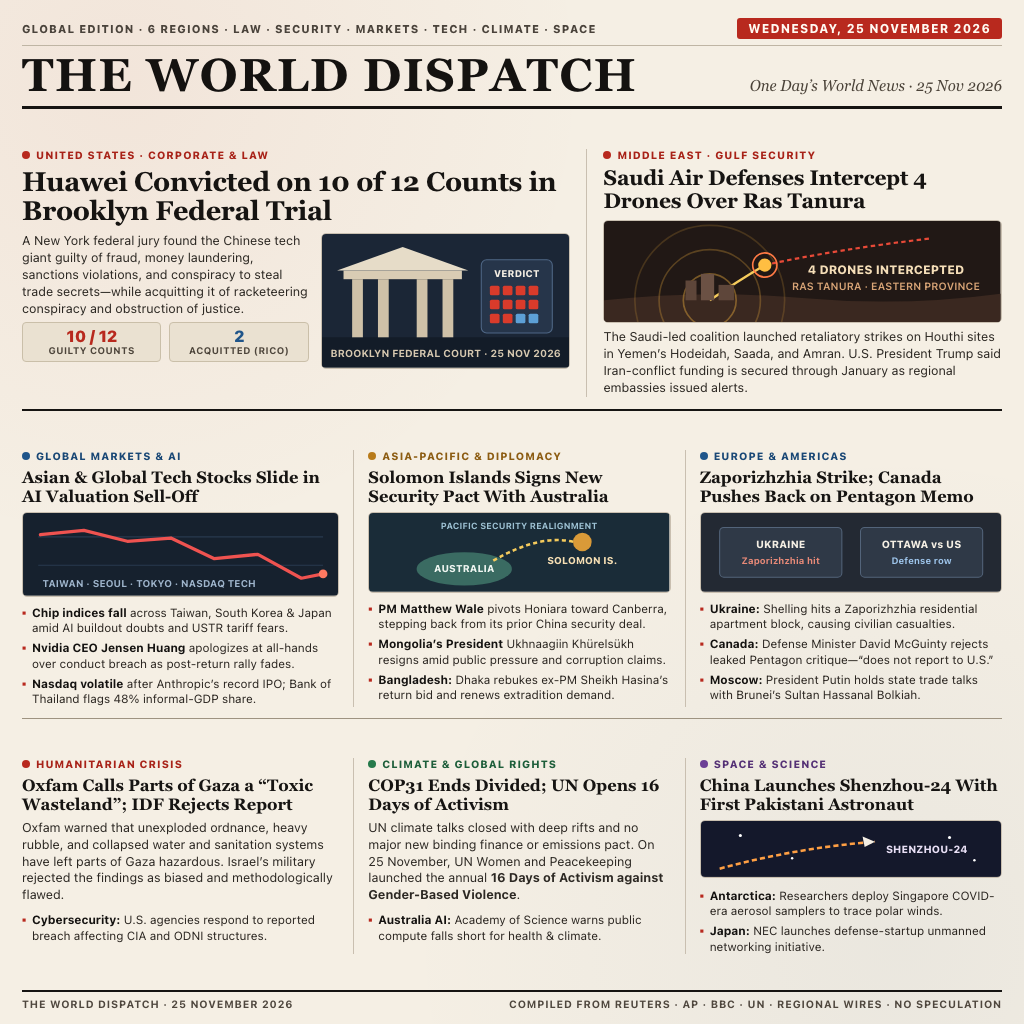 GLOBAL EDITION · 6 REGIONS · LAW · SECURITY · MARKETS · TECH · CLIMATE · SPACE
WEDNESDAY, 25 NOVEMBER 2026
THE WORLD DISPATCH
One Day’s World News · 25 Nov 2026
UNITED STATES · CORPORATE & LAW
Huawei Convicted on 10 of 12 Counts in
Brooklyn Federal Trial
A New York federal jury found the Chinese tech
giant guilty of fraud, money laundering,
sanctions violations, and conspiracy to steal
trade secrets—while acquitting it of racketeering
conspiracy and obstruction of justice.
10 / 12
GUILTY COUNTS
2
ACQUITTED (RICO)
VERDICT
BROOKLYN FEDERAL COURT · 25 NOV 2026
MIDDLE EAST · GULF SECURITY
Saudi Air Defenses Intercept 4
Drones Over Ras Tanura
4 DRONES INTERCEPTED
RAS TANURA · EASTERN PROVINCE
The Saudi-led coalition launched retaliatory strikes on Houthi sites
in Yemen’s Hodeidah, Saada, and Amran. U.S. President Trump said
Iran-conflict funding is secured through January as regional
embassies issued alerts.
GLOBAL MARKETS & AI
Asian & Global Tech Stocks Slide in
AI Valuation Sell-Off
TAIWAN · SEOUL · TOKYO · NASDAQ TECH
▪ Chip indices fall across Taiwan, South Korea & Japan
amid AI buildout doubts and USTR tariff fears.
▪ Nvidia CEO Jensen Huang apologizes at all-hands
over conduct breach as post-return rally fades.
▪ Nasdaq volatile after Anthropic’s record IPO; Bank of
Thailand flags 48% informal-GDP share.
ASIA-PACIFIC & DIPLOMACY
Solomon Islands Signs New
Security Pact With Australia
PACIFIC SECURITY REALIGNMENT
AUSTRALIA
SOLOMON IS.
▪ PM Matthew Wale pivots Honiara toward Canberra,
stepping back from its prior China security deal.
▪ Mongolia’s President Ukhnaagiin Khürelsükh
resigns amid public pressure and corruption claims.
▪ Bangladesh: Dhaka rebukes ex-PM Sheikh Hasina’s
return bid and renews extradition demand.
EUROPE & AMERICAS
Zaporizhzhia Strike; Canada
Pushes Back on Pentagon Memo
UKRAINE
Zaporizhzhia hit
OTTAWA vs US
Defense row
▪ Ukraine: Shelling hits a Zaporizhzhia residential
apartment block, causing civilian casualties.
▪ Canada: Defense Minister David McGuinty rejects
leaked Pentagon critique—“does not report to U.S.”
▪ Moscow: President Putin holds state trade talks
with Brunei’s Sultan Hassanal Bolkiah.
HUMANITARIAN CRISIS
Oxfam Calls Parts of Gaza a “Toxic
Wasteland”; IDF Rejects Report
Oxfam warned that unexploded ordnance, heavy
rubble, and collapsed water and sanitation systems
have left parts of Gaza hazardous. Israel’s military
rejected the findings as biased and methodologically
flawed.
▪ Cybersecurity: U.S. agencies respond to reported
breach affecting CIA and ODNI structures.
CLIMATE & GLOBAL RIGHTS
COP31 Ends Divided; UN Opens 16
Days of Activism
UN climate talks closed with deep rifts and no
major new binding finance or emissions pact. On
25 November, UN Women and Peacekeeping
launched the annual 16 Days of Activism against
Gender-Based Violence.
▪ Australia AI: Academy of Science warns public
compute falls short for health & climate.
SPACE & SCIENCE
China Launches Shenzhou-24 With
First Pakistani Astronaut
SHENZHOU-24
▪ Antarctica: Researchers deploy Singapore COVID-
era aerosol samplers to trace polar winds.
▪ Japan: NEC launches defense-startup unmanned
networking initiative.
THE WORLD DISPATCH · 25 NOVEMBER 2026
COMPILED FROM REUTERS · AP · BBC · UN · REGIONAL WIRES · NO SPECULATION